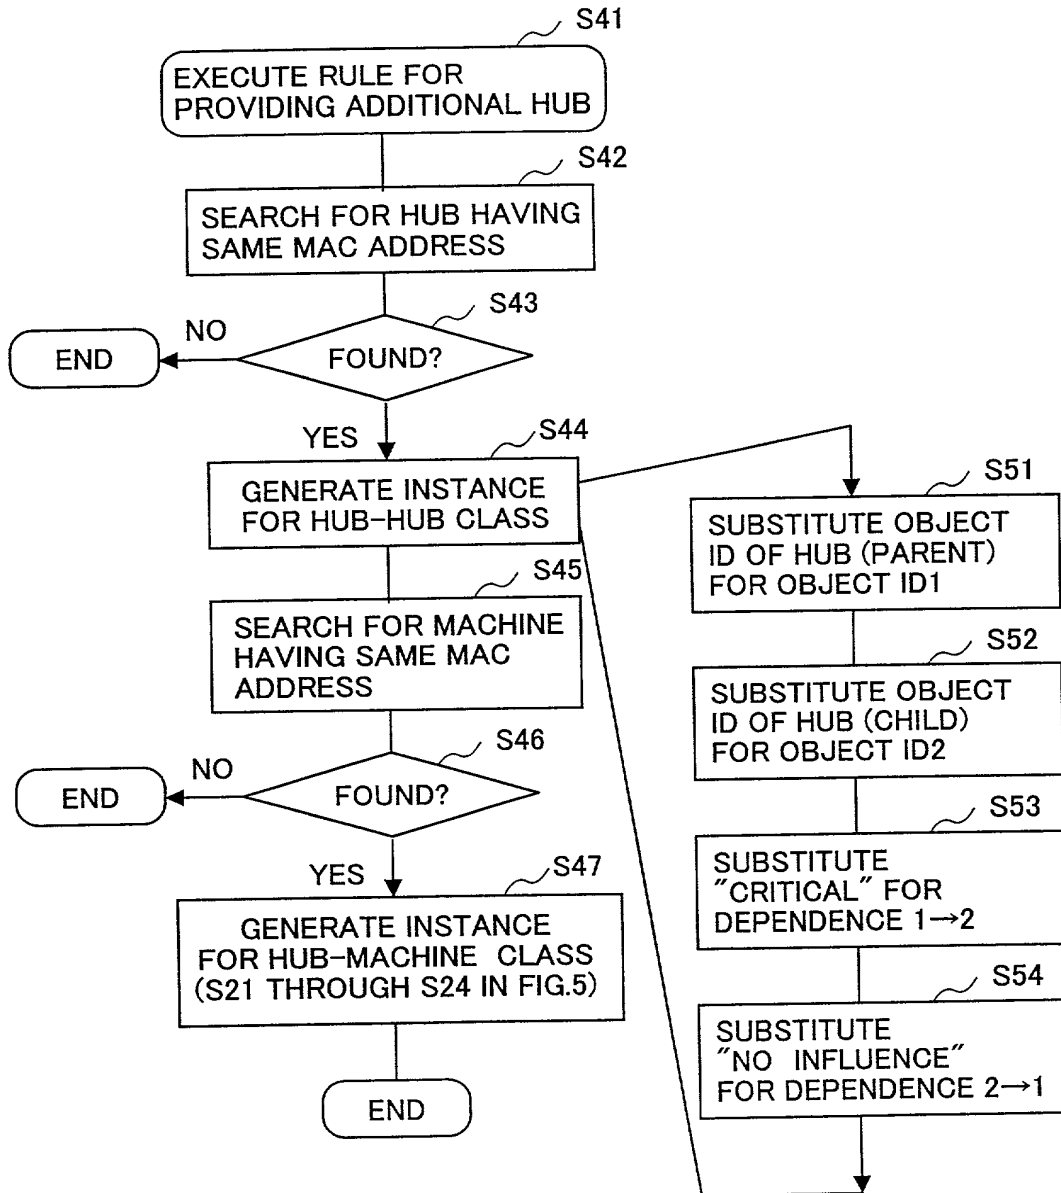 S41
EXECUTE RULE FOR
PROVIDING ADDITIONAL HUB
S42
SEARCH FOR HUB HAVING
SAME MAC ADDRESS
S43
NO
FOUND?
END
YES
S44
GENERATE INSTANCE
FOR HUB-HUB CLASS
S45
SEARCH FOR MACHINE
HAVING SAME MAC
ADDRESS
S46
NO
FOUND?
END
YES
S47
GENERATE INSTANCE
FOR HUB-MACHINE CLASS
(S21 THROUGH S24 IN FIG.5)
END
S51
SUBSTITUTE OBJECT
ID OF HUB (PARENT)
FOR OBJECT ID1
S52
SUBSTITUTE OBJECT
ID OF HUB (CHILD)
FOR OBJECT ID2
S53
SUBSTITUTE
"CRITICAL" FOR
DEPENDENCE 1→2
S54
SUBSTITUTE
"NO INFLUENCE"
FOR DEPENDENCE 2→1